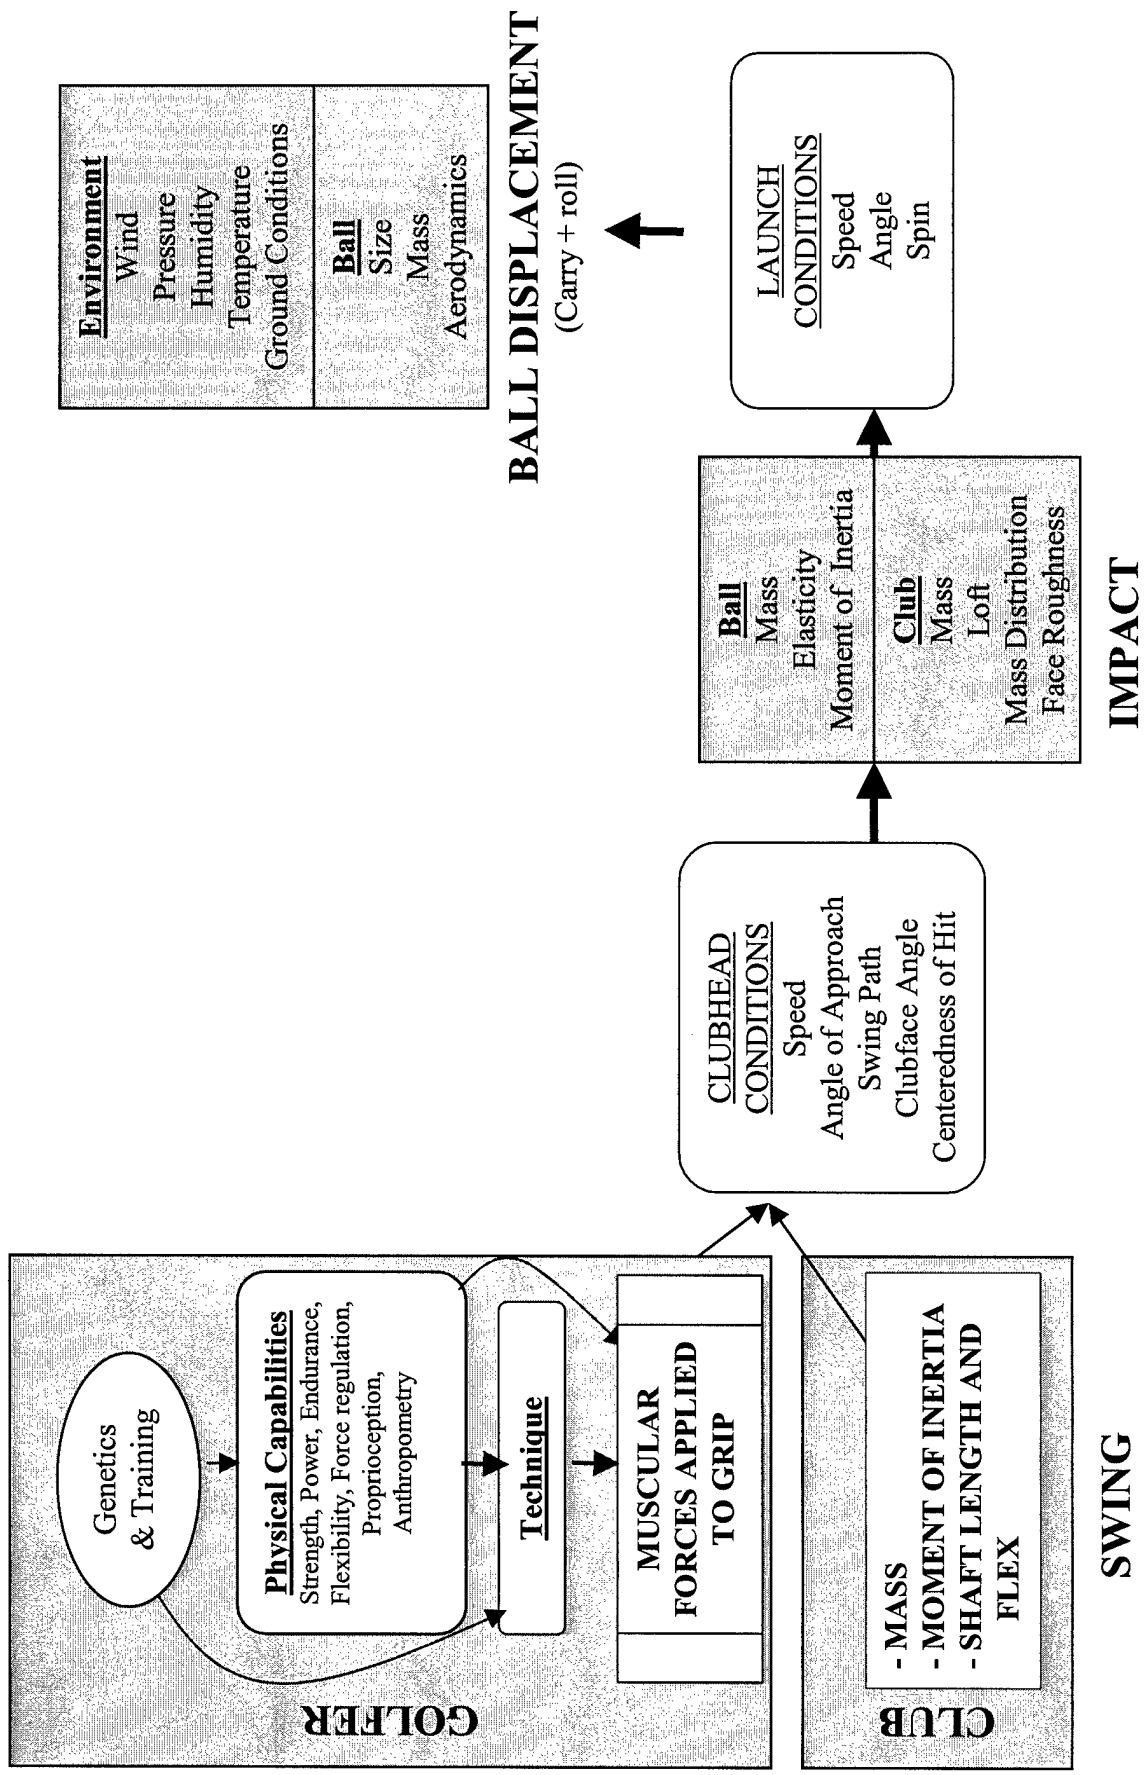 GOLFER
Genetics
& Training
Physical Capabilities
Strength, Power, Endurance,
Flexibility, Force regulation,
Proprioception,
Anthropometry
Technique
MUSCULAR
FORCES APPLIED
TO GRIP
CLUB
- MASS
- MOMENT OF INERTIA
- SHAFT LENGTH AND
FLEX
SWING
CLUBHEAD
CONDITIONS
Speed
Angle of Approach
Swing Path
Clubface Angle
Centeredness of Hit
Ball
Mass
Elasticity
Moment of Inertia
Club
Mass
Loft
Mass Distribution
Face Roughness
IMPACT
LAUNCH
CONDITIONS
Speed
Angle
Spin
Environment
Wind
Pressure
Humidity
Temperature
Ground Conditions
Ball
Size
Mass
Aerodynamics
BALL DISPLACEMENT
(Carry + roll)